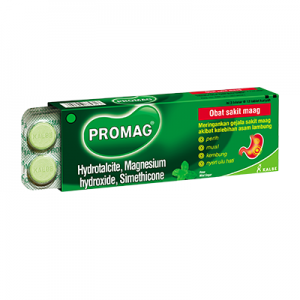 Obat sakit maag
Meringankan gejala sakit maag
akibat kelebihan asam lambung
perih
mual
kembung
nyeri ulu hati
PROMAG®
Hydrotalcite, Magnesium
hydroxide, Simethicone
KALBE